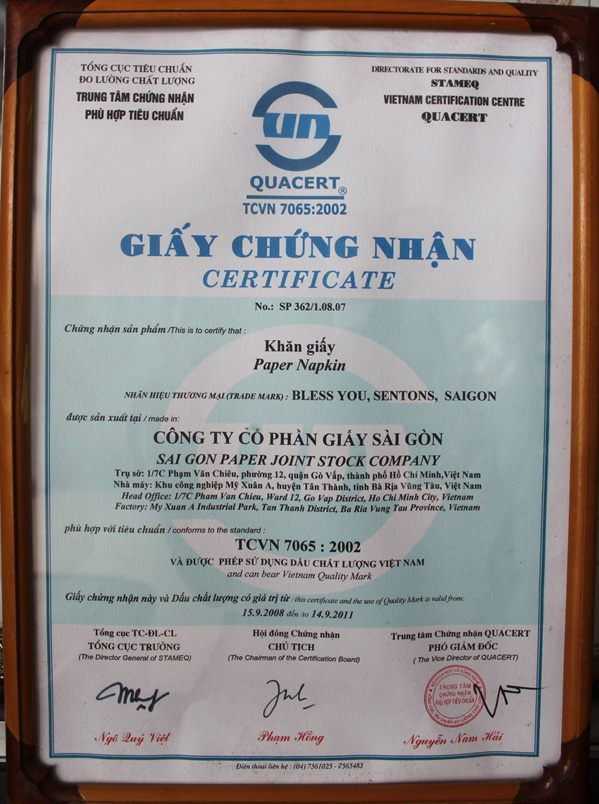 TỔNG CỤC TIÊU CHUẨN
ĐO LƯỜNG CHẤT LƯỢNG
TRUNG TÂM CHỨNG NHẬN
PHÙ HỢP TIÊU CHUẨN
DIRECTORATE FOR STANDARDS AND QUALITY
STAMEQ
VIETNAM CERTIFICATION CENTRE
QUACERT
QUACERT®
TCVN 7065:2002
GIẤY CHỨNG NHẬN
CERTIFICATE
No.: SP 362/1.08.07
Chứng nhận sản phẩm /This is to certify that :
Khăn giấy
Paper Napkin
NHÃN HIỆU THƯƠNG MẠI (TRADE MARK) : BLESS YOU, SENTONS, SAIGON
được sản xuất tại / made in:
CÔNG TY CỔ PHẦN GIẤY SÀI GÒN
SAI GON PAPER JOINT STOCK COMPANY
Trụ sở: 1/7C Phạm Văn Chiêu, phường 12, quận Gò Vấp, thành phố Hồ Chí Minh,Việt Nam
Nhà máy: Khu công nghiệp Mỹ Xuân A, huyện Tân Thành, tỉnh Bà Rịa Vũng Tàu, Việt Nam
Head Office: 1/7C Pham Van Chieu, Ward 12, Go Vap District, Ho Chi Minh City, Vietnam
Factory: My Xuan A Industrial Park, Tan Thanh District, Ba Ria Vung Tau Province, Vietnam
phù hợp với tiêu chuẩn / conforms to the standard :
TCVN 7065 : 2002
VÀ ĐƯỢC PHÉP SỬ DỤNG DẤU CHẤT LƯỢNG VIỆT NAM
and can bear Vietnam Quality Mark
Giấy chứng nhận này và Dấu chất lượng có giá trị từ / this certificate and the use of Quality Mark is valid from:
15.9.2008 đến / to 14.9.2011
Tổng cục TC-ĐL-CL
TỔNG CỤC TRƯỞNG
(The Director General of STAMEQ)
Hội đồng Chứng nhận
CHỦ TỊCH
(The Chairman of the Certification Board)
Trung tâm Chứng nhận QUACERT
PHÓ GIÁM ĐỐC
( The Vice Director of QUACERT)
TRUNG TÂM
CHỨNG NHẬN
PHÙ HỢP TIÊU CHUẨN
Ngô Quý Việt
Phạm Hồng
Nguyễn Nam Hải
Điện thoại liên hệ : (04) 7561025 - 7565483